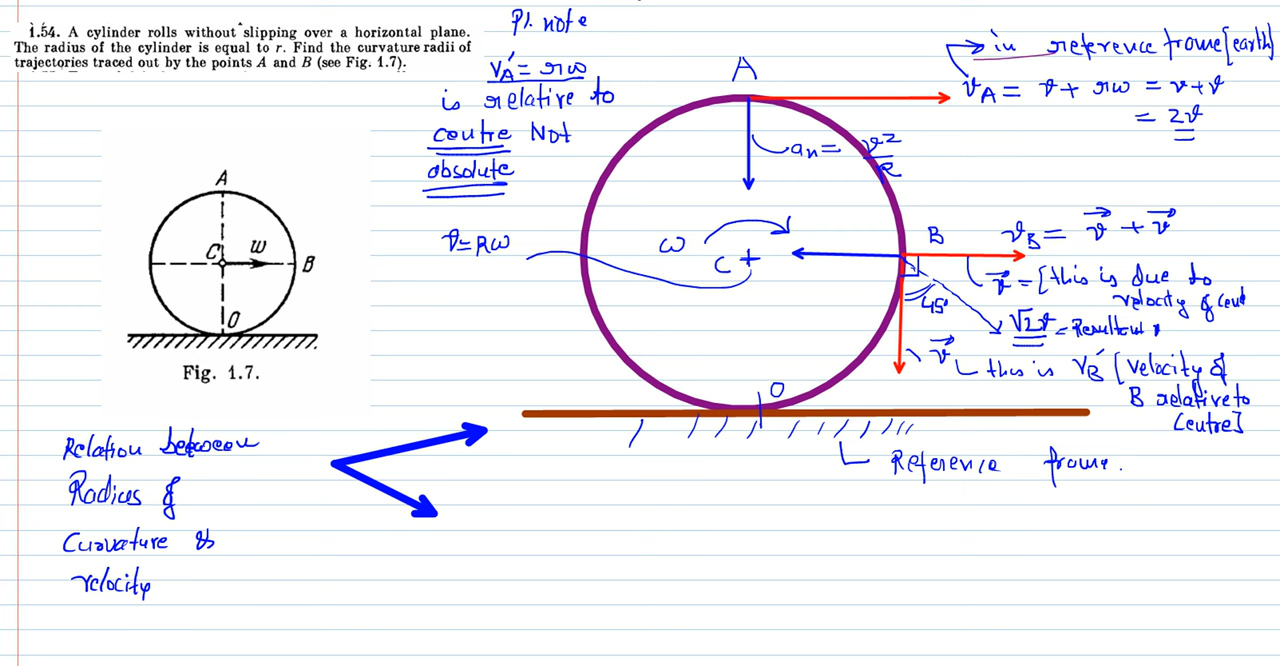 1.54. A cylinder rolls without slipping over a horizontal plane.
The radius of the cylinder is equal to r. Find the curvature radii of
trajectories traced out by the points A and B (see Fig. 1.7).
A
C
w
B
O
Fig. 1.7.
Pl. note
VA' = rω
is relative to
centre Not
absolute
v=Rω
A
→ in reference frame [earth]
vA = v + rω = v+v
= 2v
an = v²/R
ω
C +
B
vB = v⃗ + v⃗
v⃗ = [this is due to
velocity of cent
45°
√2v = Resultant
v⃗
this is VB' [velocity of
B relative to
Centre]
O
Reference frame.
Relation between
Radius of
Curvature &
velocity